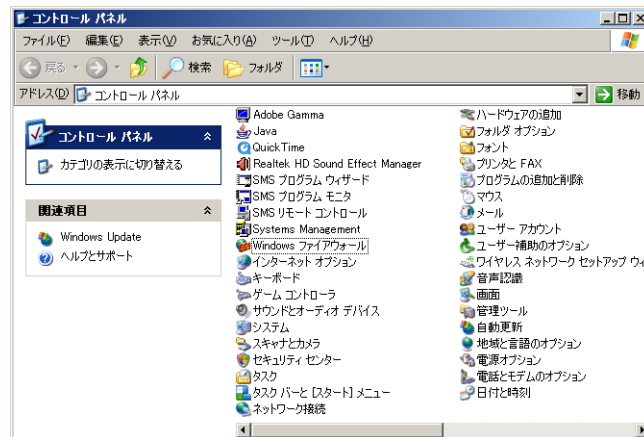 コントロール パネル
ファイル(F) 編集(E) 表示(V) お気に入り(A) ツール(T) ヘルプ(H)
戻る 検索 フォルダ
アドレス(D) コントロール パネル 移動
コントロール パネル
カテゴリの表示に切り替える
関連項目
Windows Update
ヘルプとサポート
Adobe Gamma
Java
QuickTime
Realtek HD Sound Effect Manager
SMS プログラム ウィザード
SMS プログラム モニタ
SMS リモート コントロール
Systems Management
Windows ファイアウォール
インターネット オプション
キーボード
ゲーム コントローラ
サウンドとオーディオ デバイス
システム
スキャナとカメラ
セキュリティ センター
タスク
タスク バーと [スタート] メニュー
ネットワーク接続
ハードウェアの追加
フォルダ オプション
フォント
プリンタと FAX
プログラムの追加と削除
マウス
メール
ユーザー アカウント
ユーザー補助のオプション
ワイヤレス ネットワーク セットアップ ウィ
音声認識
画面
管理ツール
自動更新
地域と言語のオプション
電源オプション
電話とモデムのオプション
日付と時刻